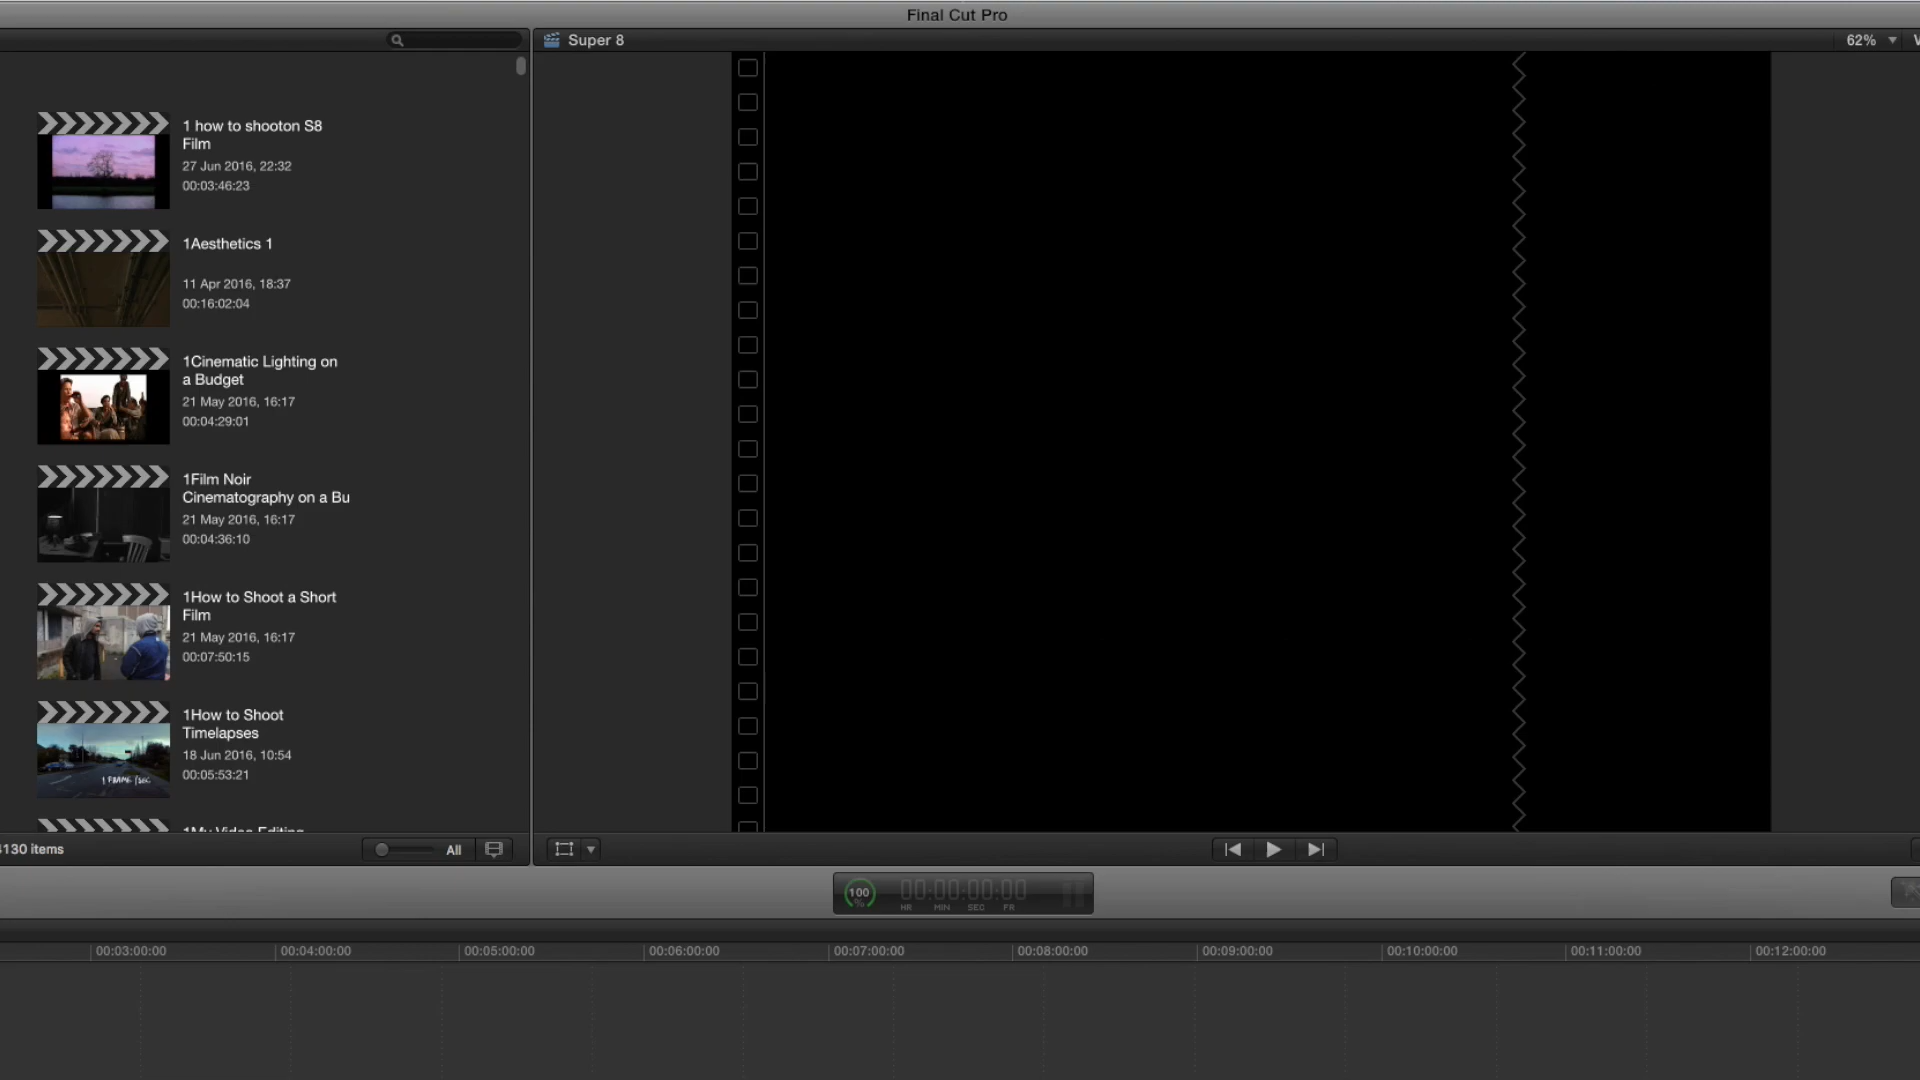 Final Cut Pro
Super 8
62%
1 how to shooton S8
Film
27 Jun 2016, 22:32
00:03:46:23
1Aesthetics 1
11 Apr 2016, 18:37
00:16:02:04
1Cinematic Lighting on
a Budget
21 May 2016, 16:17
00:04:29:01
1Film Noir
Cinematography on a Bu
21 May 2016, 16:17
00:04:36:10
1How to Shoot a Short
Film
21 May 2016, 16:17
00:07:50:15
1 FRAME/SEC
1How to Shoot
Timelapses
18 Jun 2016, 10:54
00:05:53:21
1My Video Editing
4130 items
All
100
%
00:00:00:00
HR MIN SEC FR
00:03:00:00 00:04:00:00 00:05:00:00 00:06:00:00 00:07:00:00 00:08:00:00 00:09:00:00 00:10:00:00 00:11:00:00 00:12:00:00